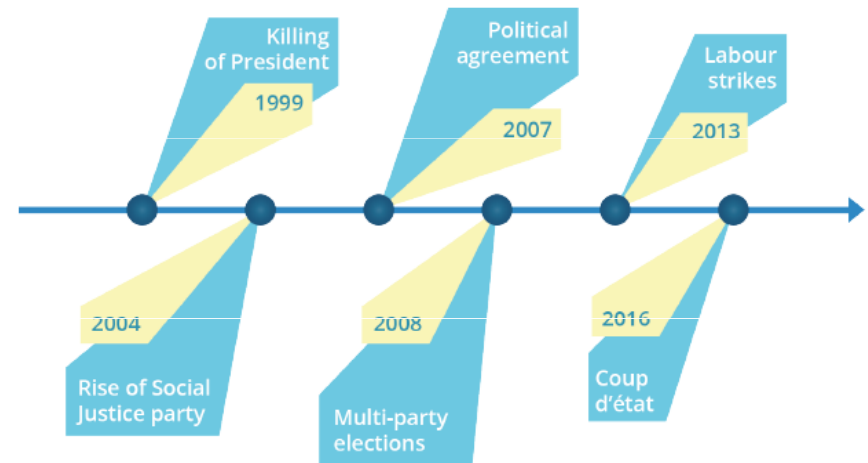 Killing
of President
1999
2004
Rise of Social
Justice party
Political
agreement
2007
2008
Multi-party
elections
Labour
strikes
2013
2016
Coup
d’état